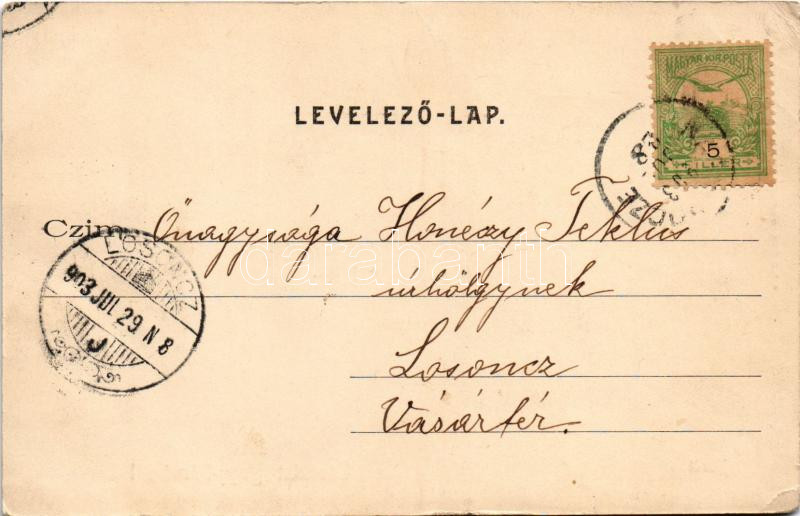 LEVELEZŐ-LAP.
MAGYAR KIR. POSTA
5
FILLÉR
Czim Őnagysága Honéczy Teklus
úrhölgynek
Losoncz
Vásártér.
LOSONCZ
903 JUL 29 N 8
darabanth